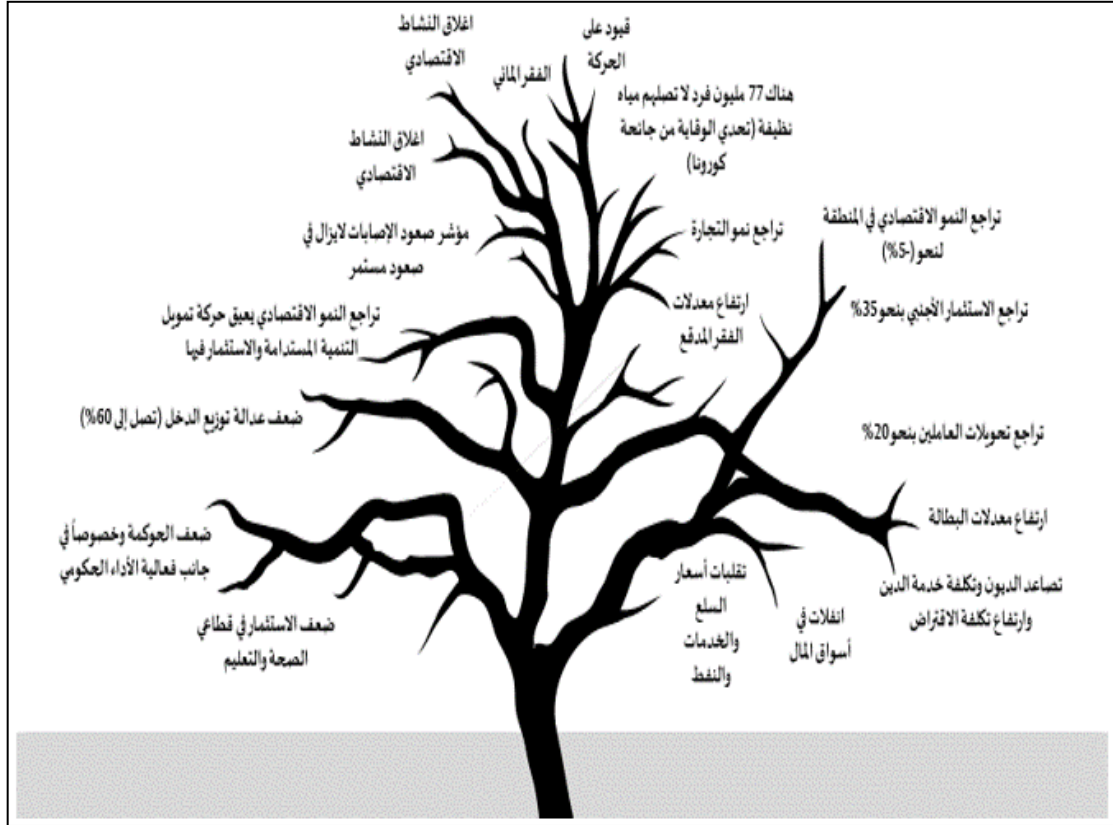 اغلاق النشاط
الاقتصادي
قيود على
الحركة
الفقر المائي
هناك 77 مليون فرد لا تصلهم مياه
نظيفة (تحدي الوقاية من جائحة
كورونا)
اغلاق النشاط
الاقتصادي
تراجع النمو الاقتصادي في المنطقة
لنحو (-5%)
تراجع نمو التجارة
مؤشر صعود الإصابات لايزال في
صعود مستمر
ارتفاع معدلات
الفقر المدقع
تراجع الاستثمار الأجنبي بنحو 35%
تراجع النمو الاقتصادي يعيق حركة تمويل
التنمية المستدامة والاستثمار فيها
ضعف عدالة توزيع الدخل (تصل إلى 60%)
تراجع تحويلات العاملين بنحو 20%
ارتفاع معدلات البطالة
ضعف الحوكمة وخصوصاً في
جانب فعالية الأداء الحكومي
تصاعد الديون وتكلفة خدمة الدين
وارتفاع تكلفة الاقتراض
تقلبات أسعار
السلع
والخدمات
والنفط
انفلات في
أسواق المال
ضعف الاستثمار في قطاعي
الصحة والتعليم